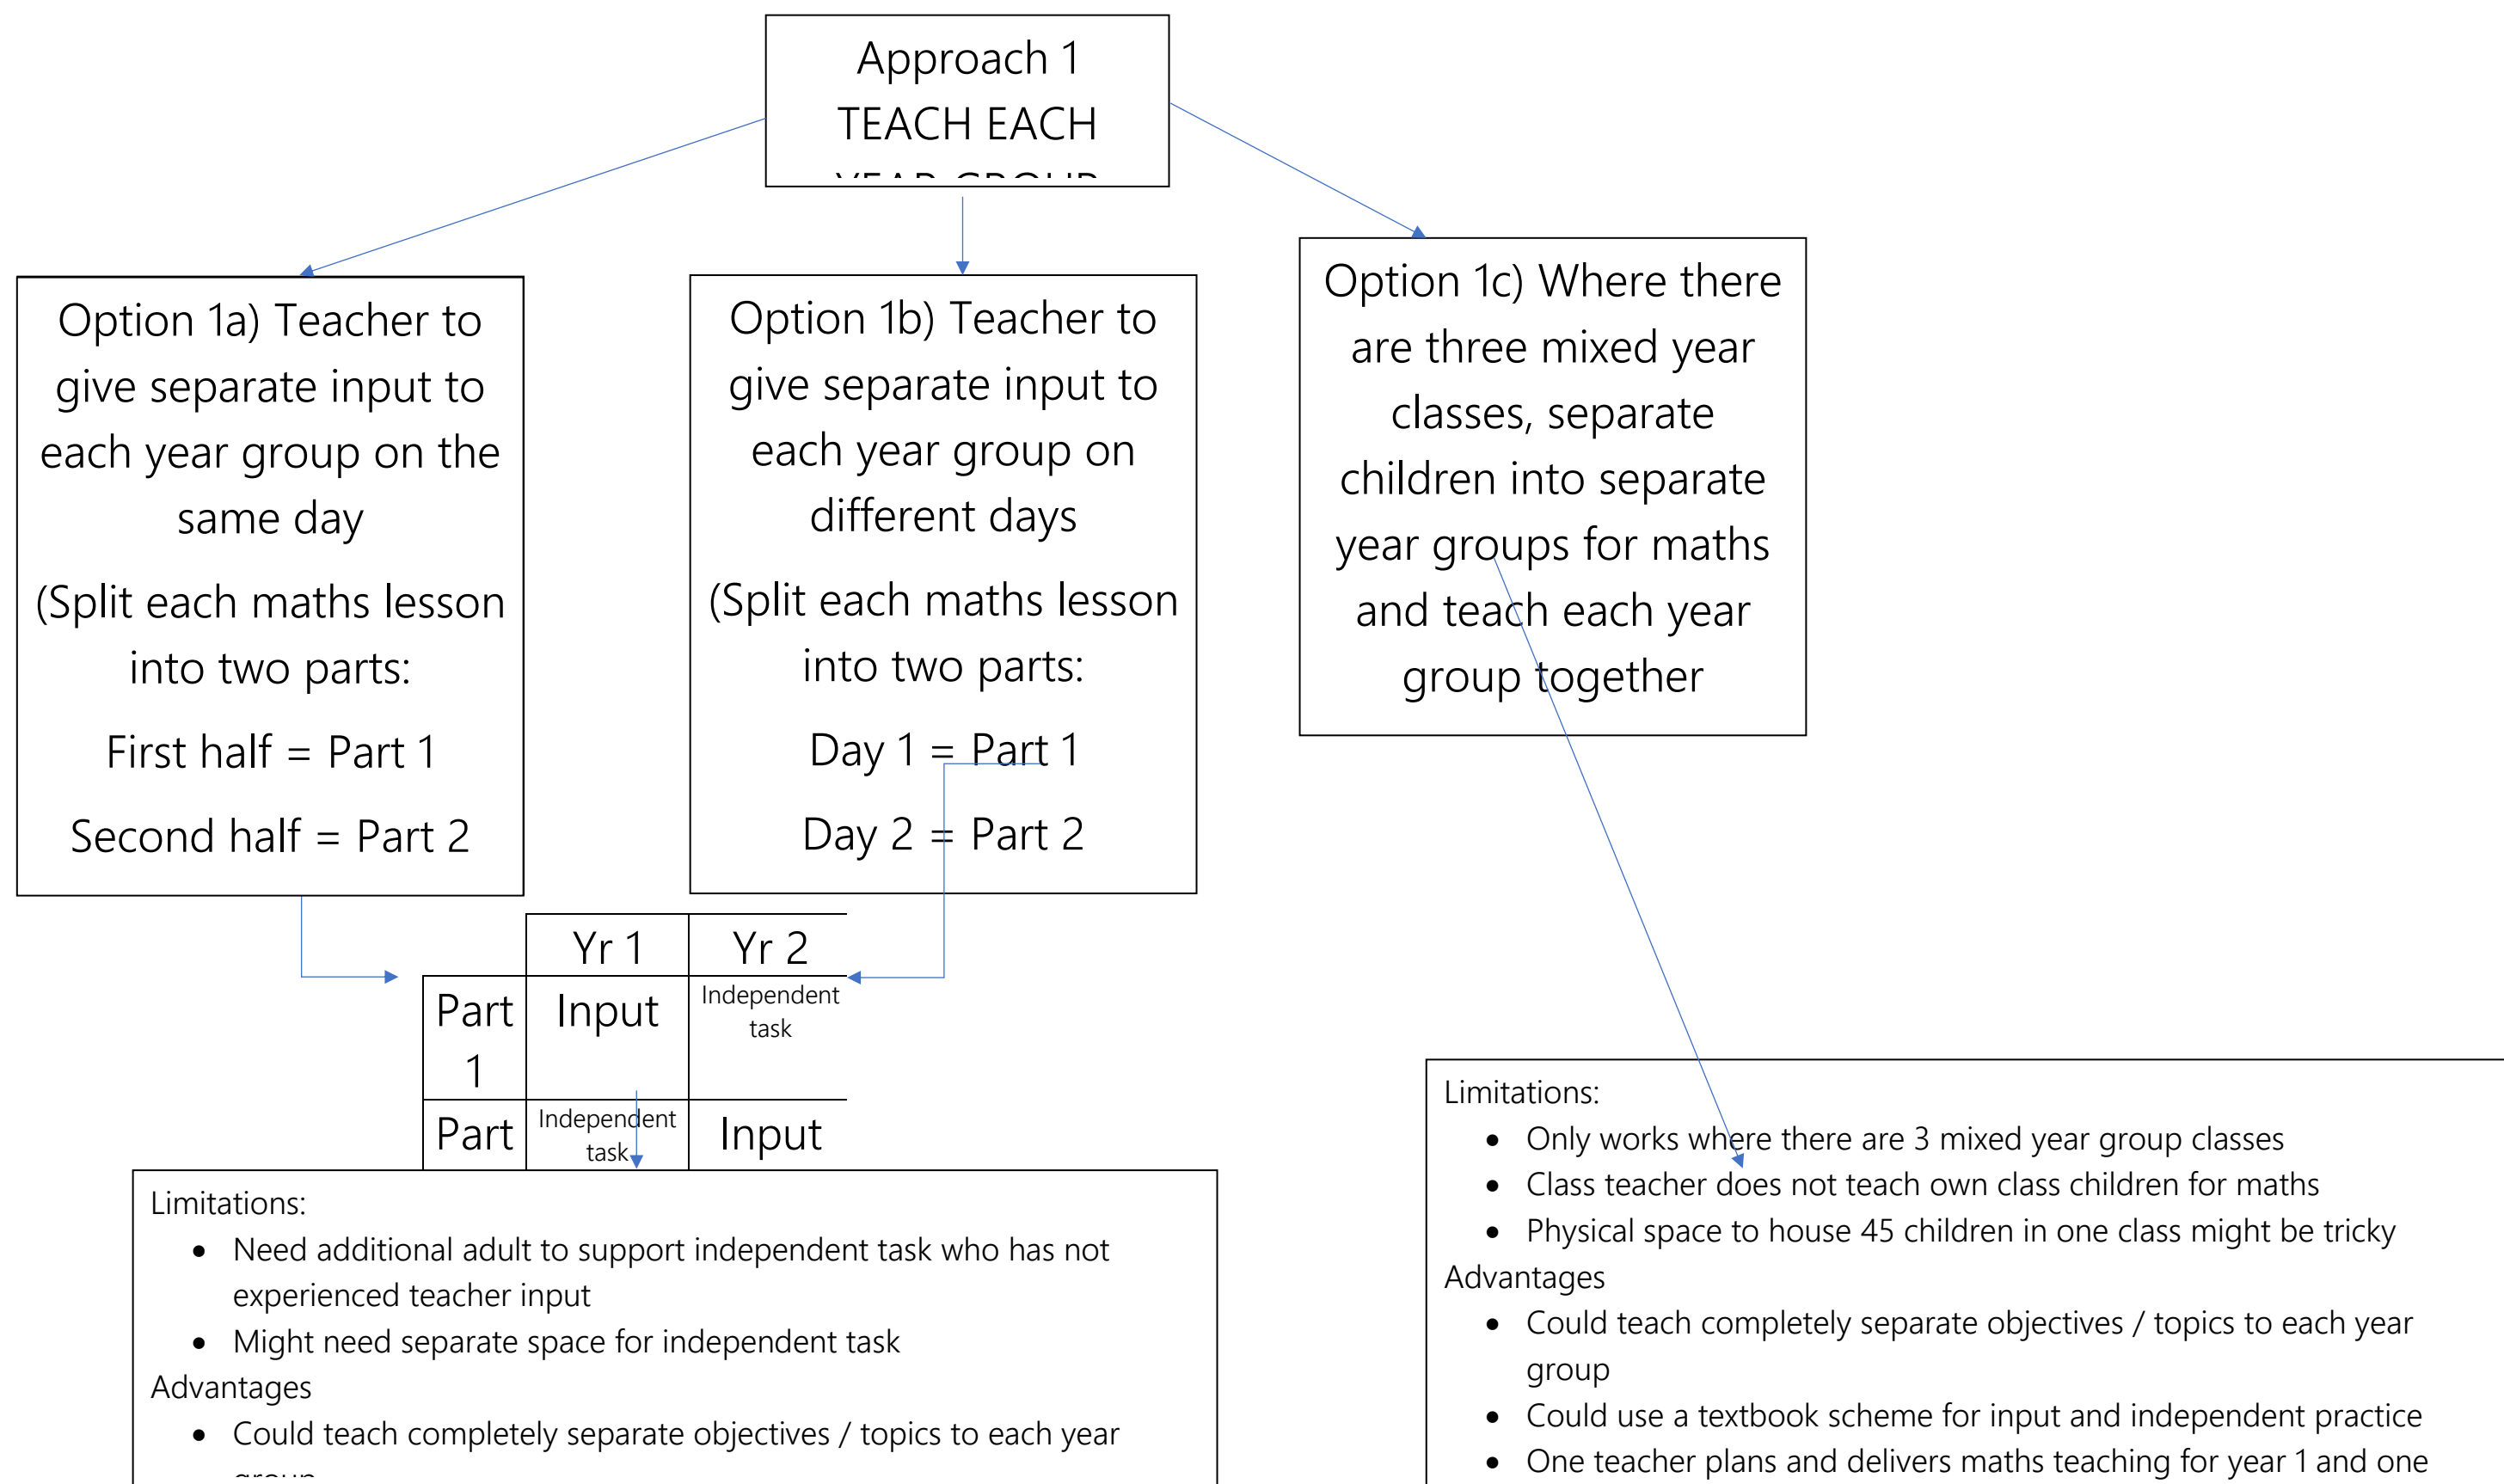 Approach 1
TEACH EACH
YEAR GROUP
Option 1a) Teacher to
give separate input to
each year group on the
same day
(Split each maths lesson
into two parts:
First half = Part 1
Second half = Part 2
Option 1b) Teacher to
give separate input to
each year group on
different days
(Split each maths lesson
into two parts:
Day 1 = Part 1
Day 2 = Part 2
Option 1c) Where there
are three mixed year
classes, separate
children into separate
year groups for maths
and teach each year
group together
Yr 1 Yr 2
Part
1
Input
Independent
task
Part
Independent
task
Input
Limitations:
• Need additional adult to support independent task who has not
experienced teacher input
• Might need separate space for independent task
Advantages
• Could teach completely separate objectives / topics to each year
group
Limitations:
• Only works where there are 3 mixed year group classes
• Class teacher does not teach own class children for maths
• Physical space to house 45 children in one class might be tricky
Advantages
• Could teach completely separate objectives / topics to each year
group
• Could use a textbook scheme for input and independent practice
• One teacher plans and delivers maths teaching for year 1 and one